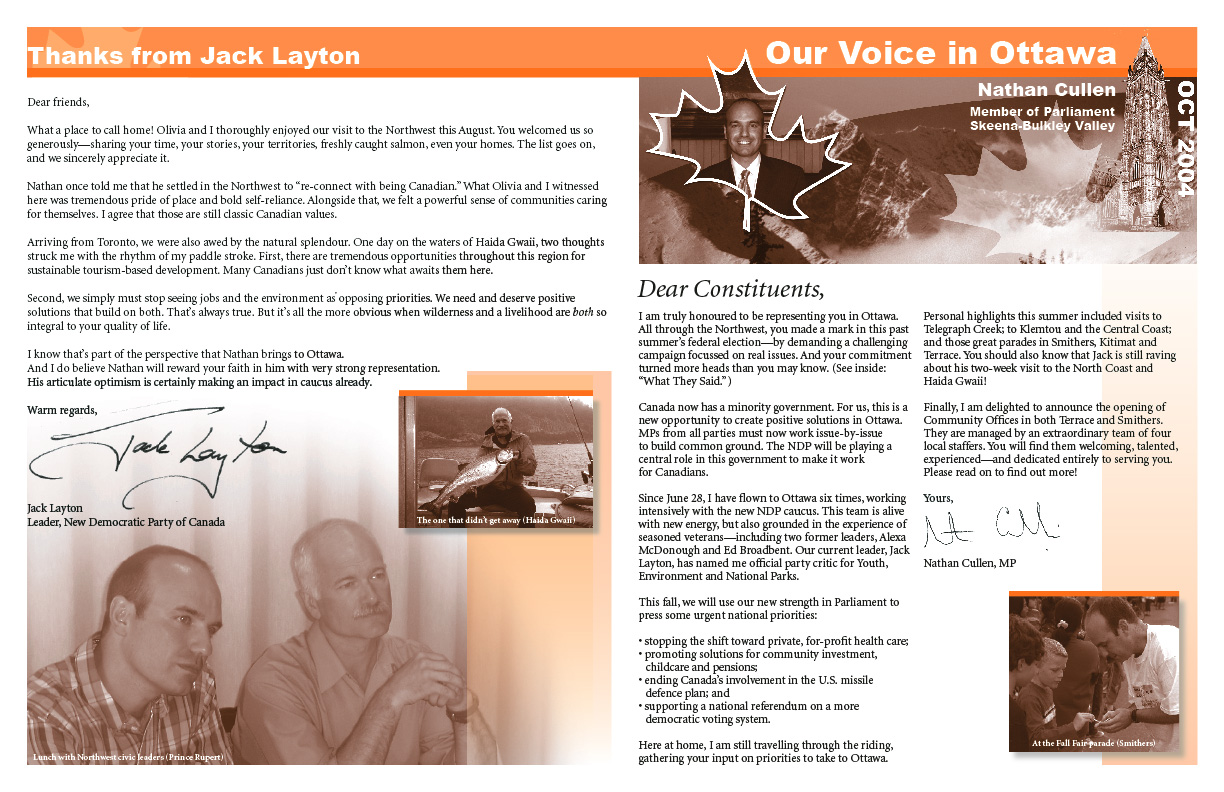 Thanks from Jack Layton
Dear friends,
What a place to call home! Olivia and I thoroughly enjoyed our visit to the Northwest this August. You welcomed us so
generously—sharing your time, your stories, your territories, freshly caught salmon, even your homes. The list goes on,
and we sincerely appreciate it.
Nathan once told me that he settled in the Northwest to “re-connect with being Canadian.” What Olivia and I witnessed
here was tremendous pride of place and bold self-reliance. Alongside that, we felt a powerful sense of communities caring
for themselves. I agree that those are still classic Canadian values.
Arriving from Toronto, we were also awed by the natural splendour. One day on the waters of Haida Gwaii, two thoughts
struck me with the rhythm of my paddle stroke. First, there are tremendous opportunities throughout this region for
sustainable tourism-based development. Many Canadians just don’t know what awaits them here.
Second, we simply must stop seeing jobs and the environment as opposing priorities. We need and deserve positive
solutions that build on both. That’s always true. But it’s all the more obvious when wilderness and a livelihood are both so
integral to your quality of life.
I know that’s part of the perspective that Nathan brings to Ottawa.
And I do believe Nathan will reward your faith in him with very strong representation.
His articulate optimism is certainly making an impact in caucus already.
Warm regards,
Jack Layton
Jack Layton
Leader, New Democratic Party of Canada
The one that didn't get away (Haida Gwaii)
Lunch with Northwest civic leaders (Prince Rupert)
Our Voice in Ottawa
Nathan Cullen
Member of Parliament
Skeena-Bulkley Valley
OCT 2004
Dear Constituents,
I am truly honoured to be representing you in Ottawa.
All through the Northwest, you made a mark in this past
summer’s federal election—by demanding a challenging
campaign focussed on real issues. And your commitment
turned more heads than you may know. (See inside:
“What They Said.”)
Canada now has a minority government. For us, this is a
new opportunity to create positive solutions in Ottawa.
MPs from all parties must now work issue-by-issue
to build common ground. The NDP will be playing a
central role in this government to make it work
for Canadians.
Since June 28, I have flown to Ottawa six times, working
intensively with the new NDP caucus. This team is alive
with new energy, but also grounded in the experience of
seasoned veterans—including two former leaders, Alexa
McDonough and Ed Broadbent. Our current leader, Jack
Layton, has named me official party critic for Youth,
Environment and National Parks.
This fall, we will use our new strength in Parliament to
press some urgent national priorities:
• stopping the shift toward private, for-profit health care;
• promoting solutions for community investment,
childcare and pensions;
• ending Canada’s involvement in the U.S. missile
defence plan; and
• supporting a national referendum on a more
democratic voting system.
Here at home, I am still travelling through the riding,
gathering your input on priorities to take to Ottawa.
Personal highlights this summer included visits to
Telegraph Creek; to Klemtou and the Central Coast;
and those great parades in Smithers, Kitimat and
Terrace. You should also know that Jack is still raving
about his two-week visit to the North Coast and
Haida Gwaii!
Finally, I am delighted to announce the opening of
Community Offices in both Terrace and Smithers.
They are managed by an extraordinary team of four
local staffers. You will find them welcoming, talented,
experienced—and dedicated entirely to serving you.
Please read on to find out more!
Yours,
Nathan Cullen, MP
At the Fall Fair parade (Smithers)